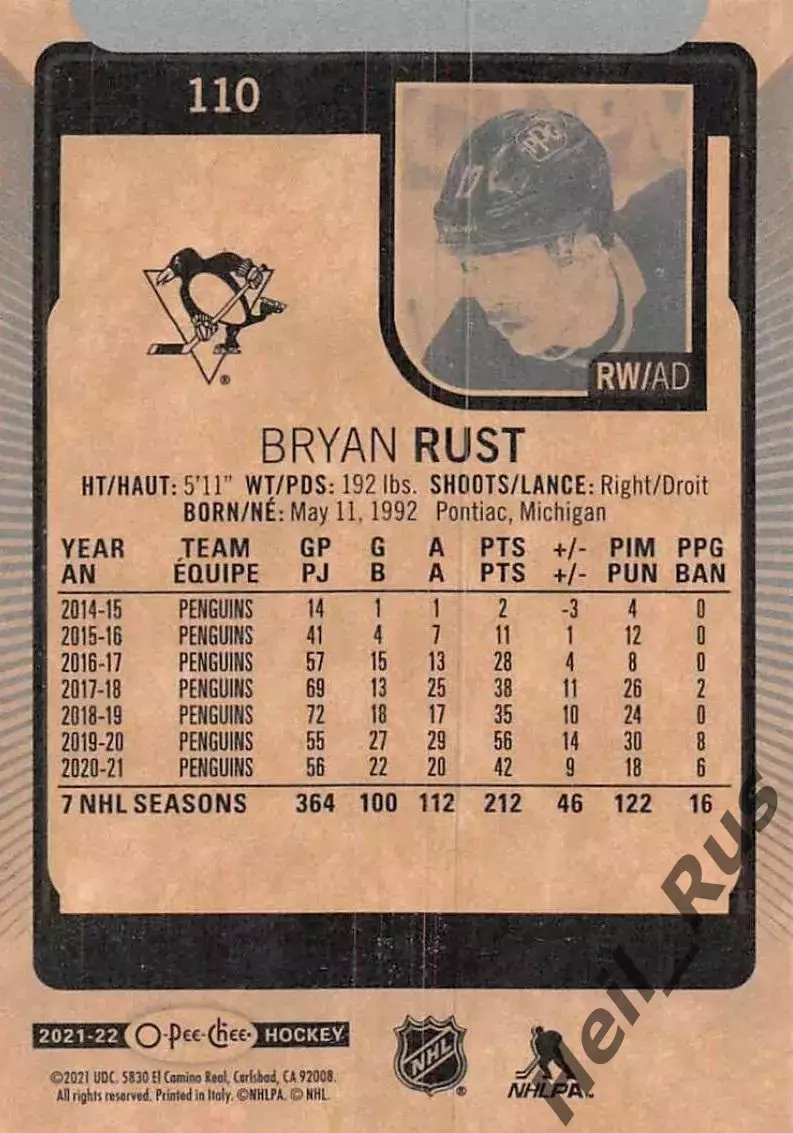 110
PPG
17
RW/AD
BRYAN RUST
HT/HAUT: 5'11" WT/PDS: 192 lbs. SHOOTS/LANCE: Right/Droit
BORN/NÉ: May 11, 1992 Pontiac, Michigan
YEAR TEAM GP G A PTS +/- PIM PPG
AN ÉQUIPE PJ B A PTS +/- PUN BAN
2014-15 PENGUINS 14 1 1 2 -3 4 0
2015-16 PENGUINS 41 4 7 11 1 12 0
2016-17 PENGUINS 57 15 13 28 4 8 0
2017-18 PENGUINS 69 13 25 38 11 26 2
2018-19 PENGUINS 72 18 17 35 10 24 0
2019-20 PENGUINS 55 27 29 56 14 30 8
2020-21 PENGUINS 56 22 20 42 9 18 6
7 NHL SEASONS 364 100 112 212 46 122 16
Neil_Rus
2021-22 O-Pee-Chee HOCKEY
NHL ®
NHLPA
©2021 UDC. 5830 El Camino Real, Carlsbad, CA 92008.
All rights reserved. Printed in Italy. ©NHLPA. © NHL.